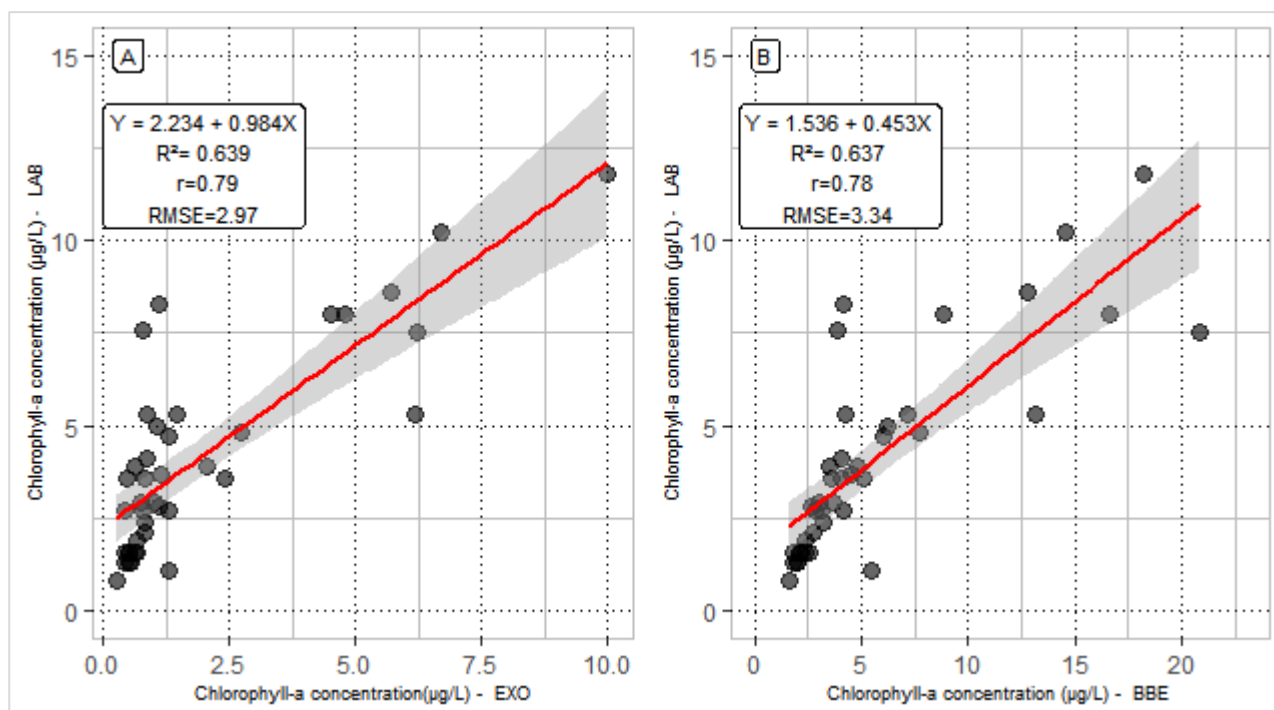 A
Y = 2.234 + 0.984X
R²= 0.639
r=0.79
RMSE=2.97
15
10
5
0
Chlorophyll-a concentration (µg/L) - LAB
0.0 2.5 5.0 7.5 10.0
Chlorophyll-a concentration(µg/L) - EXO
B
Y = 1.536 + 0.453X
R²= 0.637
r=0.78
RMSE=3.34
15
10
5
0
Chlorophyll-a concentration (µg/L) - LAB
0 5 10 15 20
Chlorophyll-a concentration (µg/L) - BBE